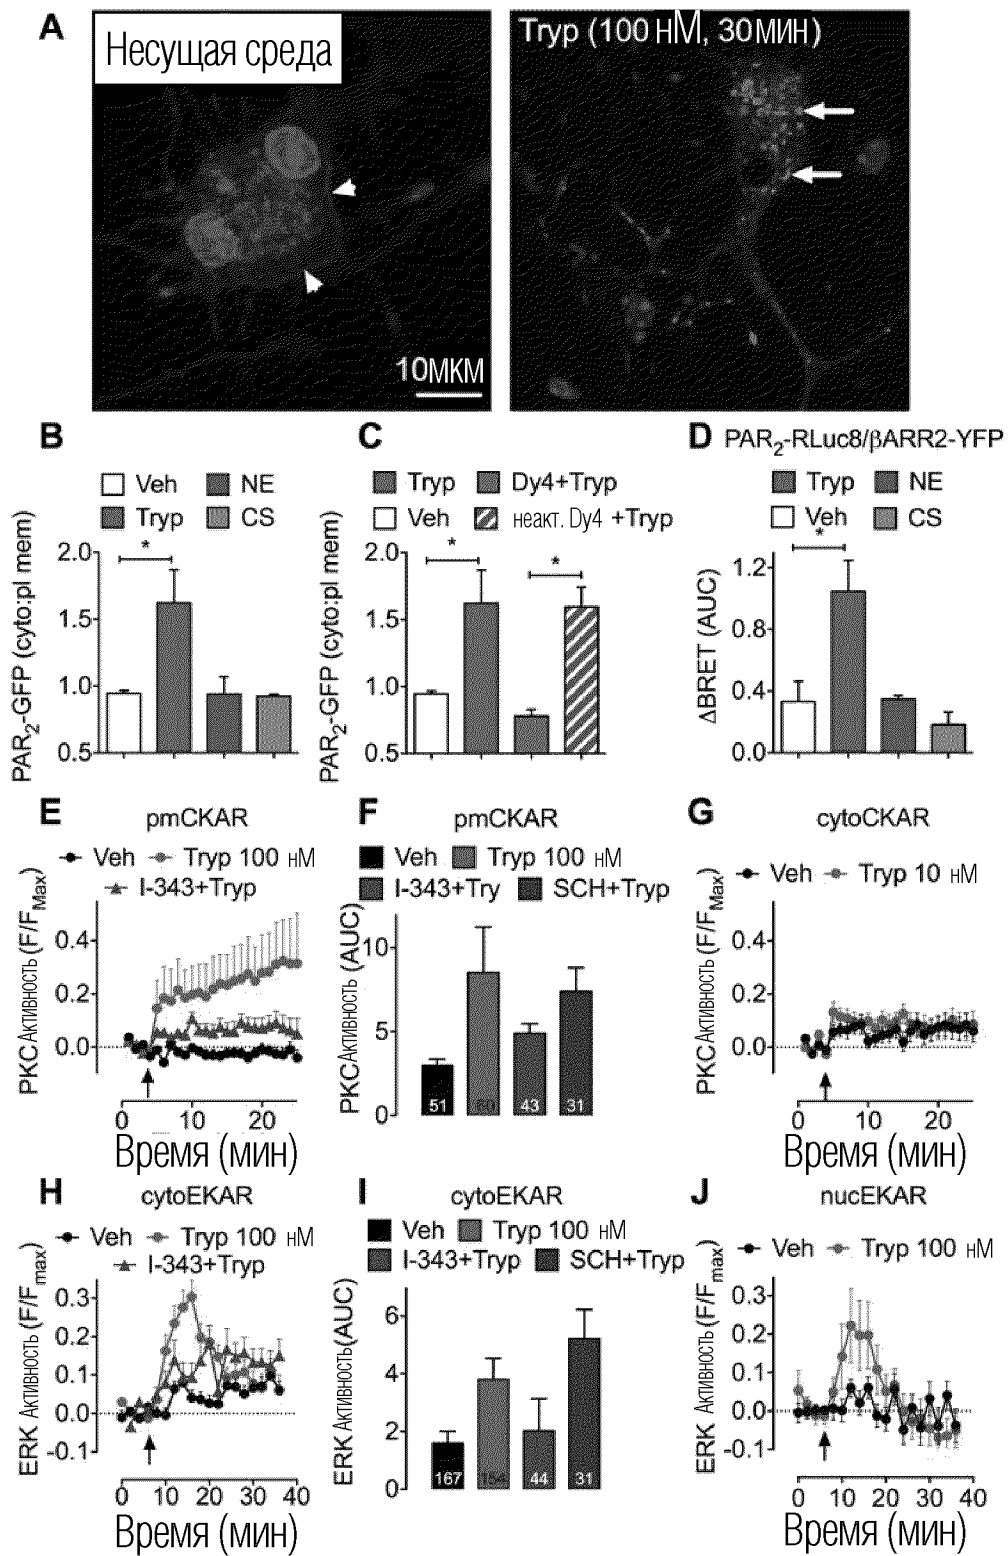 A
Несущая среда
Tryp (100 нМ, 30МИН)
10МКМ
B
Veh
NE
Tryp
CS
PAR2-GFP (cyto:pl mem)
2.0
1.5
1.0
0.5
*
C
Tryp
Dy4+Tryp
Veh
неакт. Dy4 +Tryp
PAR2-GFP (cyto:pl mem)
2.0
1.5
1.0
0.5
*
*
D
PAR2-RLuc8/βARR2-YFP
Tryp
NE
Veh
CS
ΔBRET (AUC)
1.2
0.8
0.4
0.0
*
E
pmCKAR
Veh
Tryp 100 нМ
I-343+Tryp
PKC Активность (F/FMax)
0.4
0.2
0.0
0 10 20
Время (мин)
F
pmCKAR
Veh
Tryp 100 нМ
I-343+Try
SCH+Tryp
PKC Активность (AUC)
10
5
0
51 60 43 31
G
cytoCKAR
Veh
Tryp 10 нМ
PKC Активность (F/FMax)
0.4
0.2
0.0
0 10 20
Время (мин)
H
cytoEKAR
Veh
Tryp 100 нМ
I-343+Tryp
ERK Активность (F/Fmax)
0.3
0.2
0.1
0.0
-0.1
0 10 20 30 40
Время (мин)
I
cytoEKAR
Veh
Tryp 100 нМ
I-343+Tryp
SCH+Tryp
ERK Активность(AUC)
6
4
2
0
167 154 44 31
J
nucEKAR
Veh
Tryp 100 нМ
ERK Активность (F/Fmax)
0.3
0.2
0.1
0.0
-0.1
0 10 20 30 40
Время (мин)